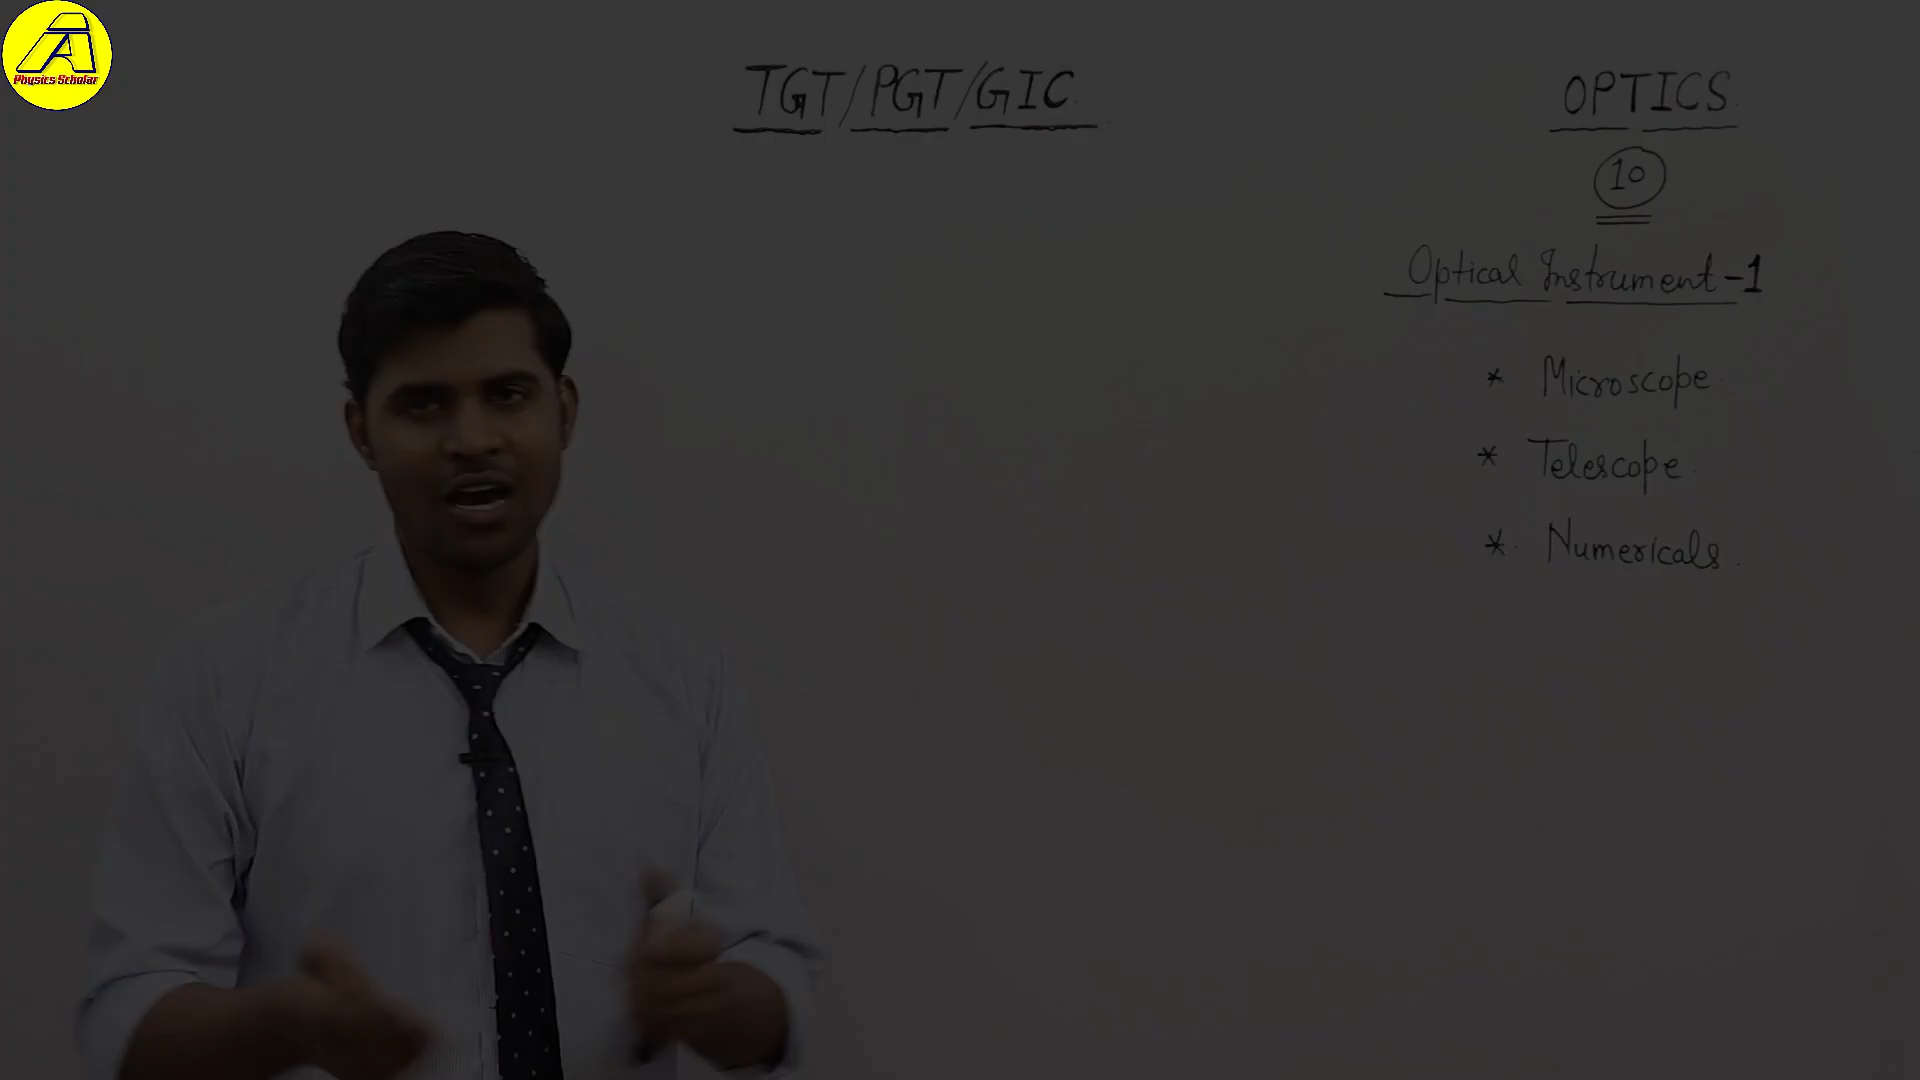 A
Physics Scholar
TGT/PGT/GIC
OPTICS
10
Optical Instrument-1
* Microscope
* Telescope
* Numericals